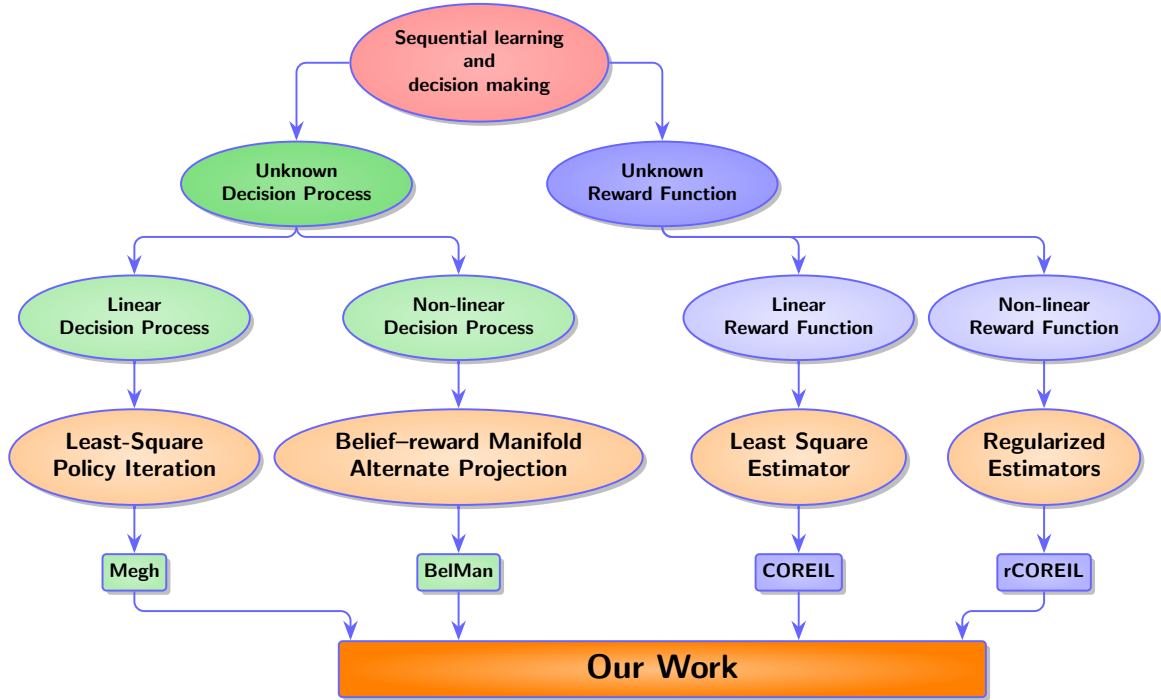 Sequential learning
and
decision making
Unknown
Decision Process
Unknown
Reward Function
Linear
Decision Process
Non-linear
Decision Process
Linear
Reward Function
Non-linear
Reward Function
Least-Square
Policy Iteration
Belief–reward Manifold
Alternate Projection
Least Square
Estimator
Regularized
Estimators
Megh
BelMan
COREIL
rCOREIL
Our Work